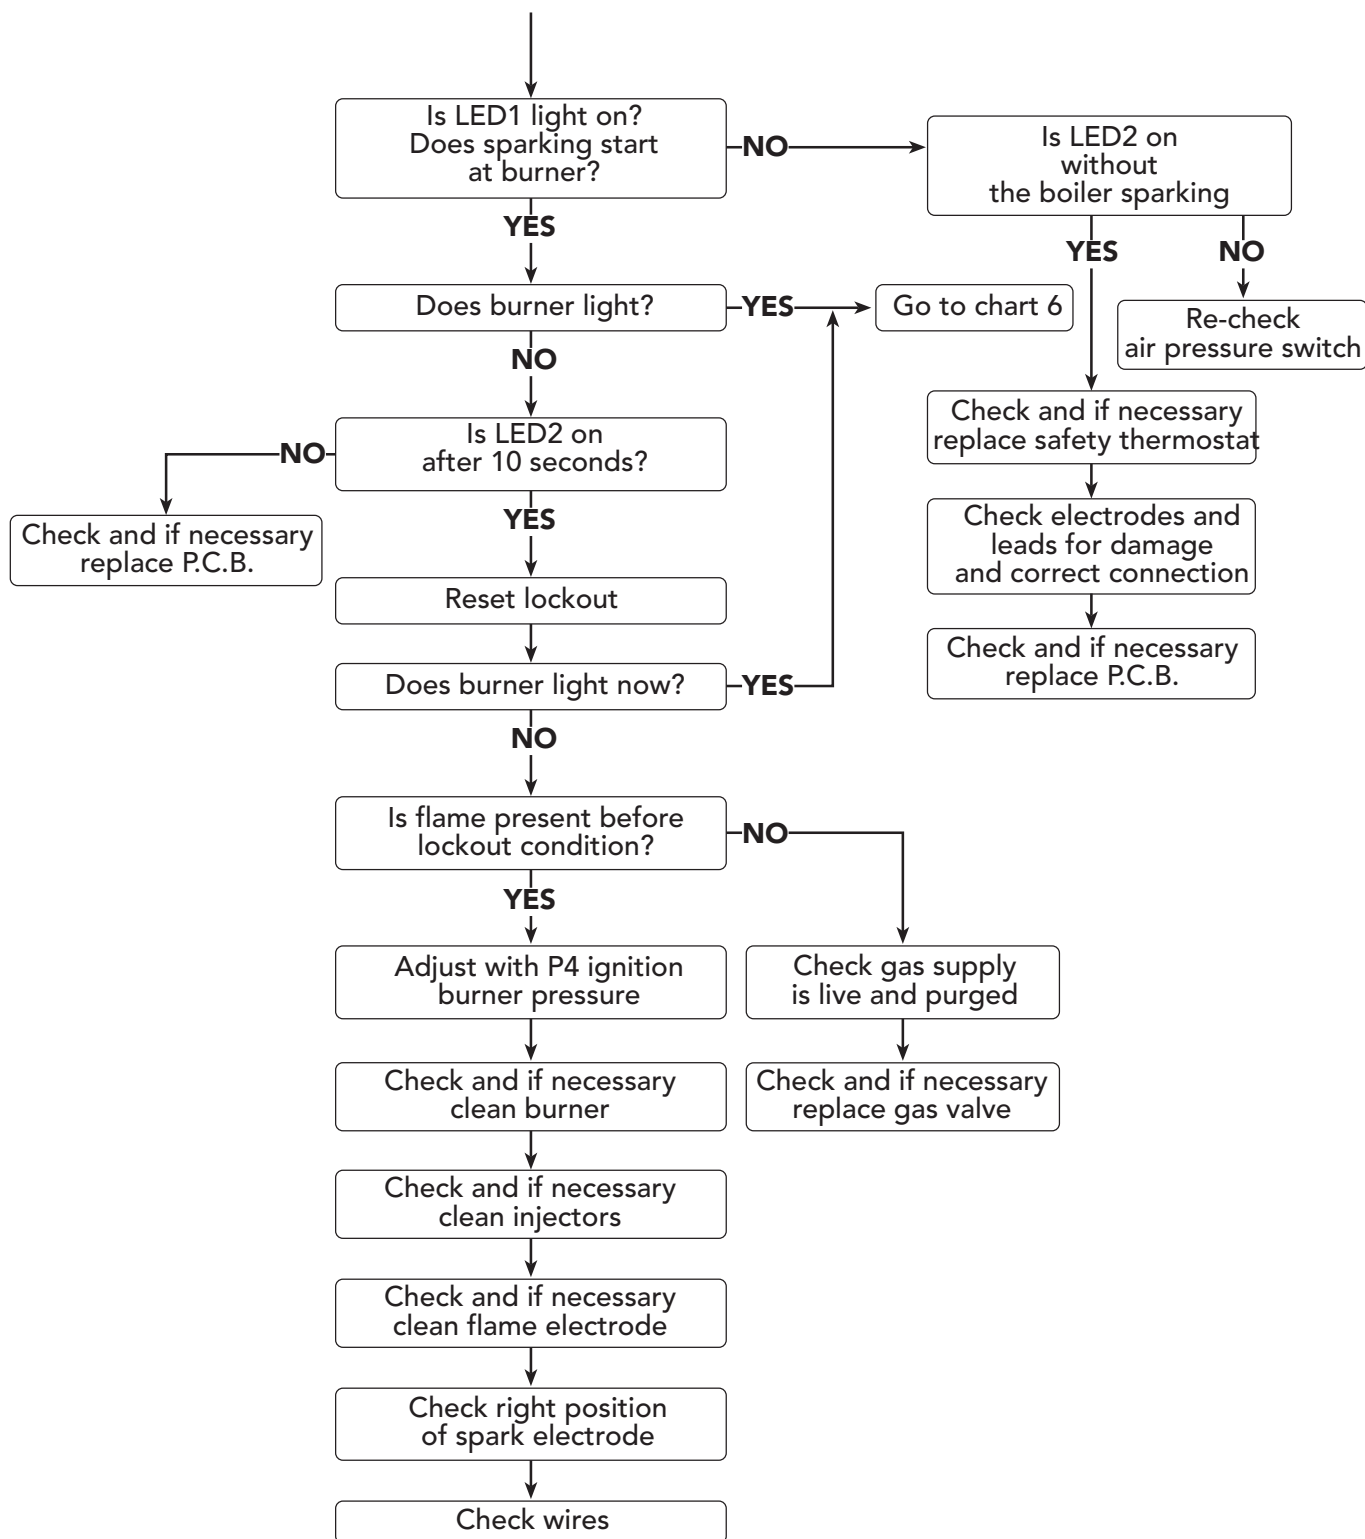 Is LED1 light on?
Does sparking start
at burner?
NO
Is LED2 on
without
the boiler sparking
YES
YES
NO
Does burner light?
YES
Go to chart 6
Re-check
air pressure switch
NO
Is LED2 on
after 10 seconds?
NO
Check and if necessary
replace safety thermostat
Check and if necessary
replace P.C.B.
YES
Check electrodes and
leads for damage
and correct connection
Reset lockout
Check and if necessary
replace P.C.B.
Does burner light now?
YES
NO
Is flame present before
lockout condition?
NO
YES
Adjust with P4 ignition
burner pressure
Check gas supply
is live and purged
Check and if necessary
clean burner
Check and if necessary
replace gas valve
Check and if necessary
clean injectors
Check and if necessary
clean flame electrode
Check right position
of spark electrode
Check wires